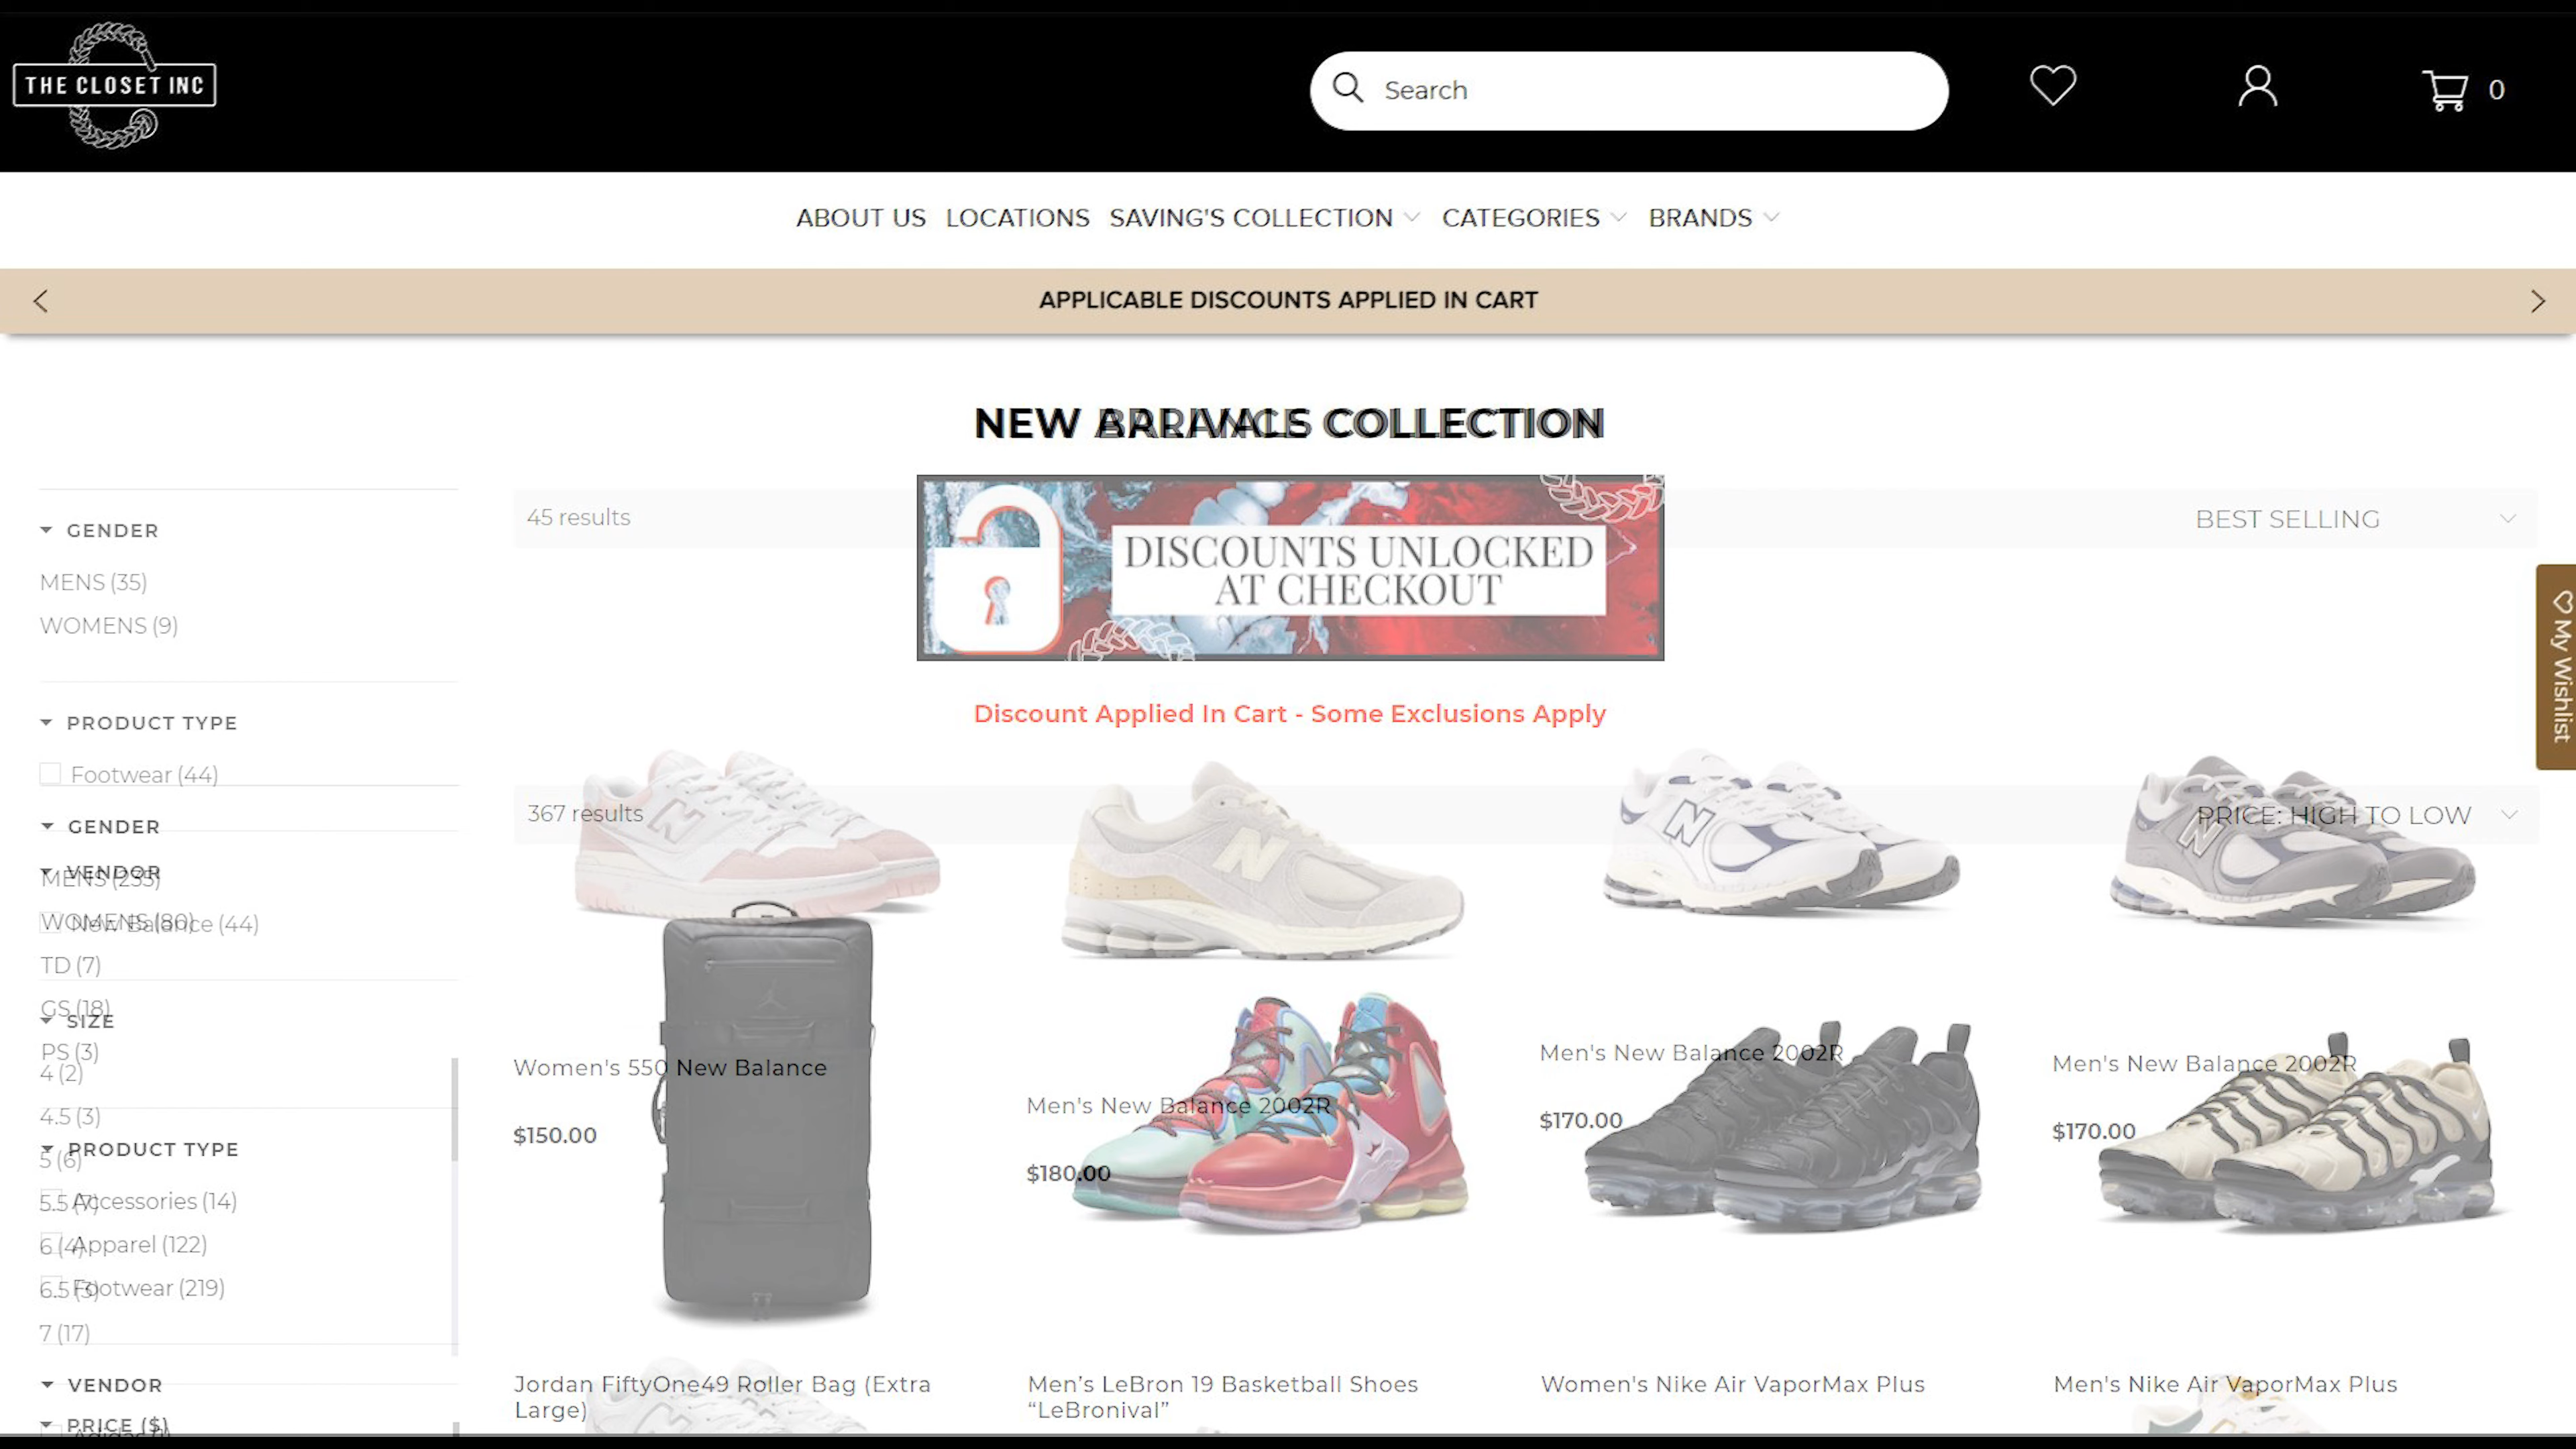 THE CLOSET INC
Search
0
ABOUT US LOCATIONS SAVING'S COLLECTION CATEGORIES BRANDS
APPLICABLE DISCOUNTS APPLIED IN CART
NEW ARRIVALS COLLECTION
NEW BALANCE COLLECTION
DISCOUNTS UNLOCKED
AT CHECKOUT
Discount Applied In Cart - Some Exclusions Apply
45 results
BEST SELLING
367 results
PRICE: HIGH TO LOW
My Wishlist
GENDER
MENS (35)
WOMENS (9)
PRODUCT TYPE
Footwear (44)
GENDER
VENDOR
MENS (233)
WOMENS (80)
New Balance (44)
TD (7)
GS (18)
SIZE
PS (3)
4 (2)
4.5 (3)
PRODUCT TYPE
5 (6)
5.5 (7)
Accessories (14)
6 (4)
Apparel (122)
6.5 (3)
Footwear (219)
7 (17)
VENDOR
PRICE ($)
Women's 550 New Balance
$150.00
Men's New Balance 2002R
$180.00
Men's New Balance 2002R
$170.00
Men's New Balance 2002R
$170.00
Jordan FiftyOne49 Roller Bag (Extra
Large)
Men’s LeBron 19 Basketball Shoes
“LeBronival”
Women's Nike Air VaporMax Plus
Men's Nike Air VaporMax Plus